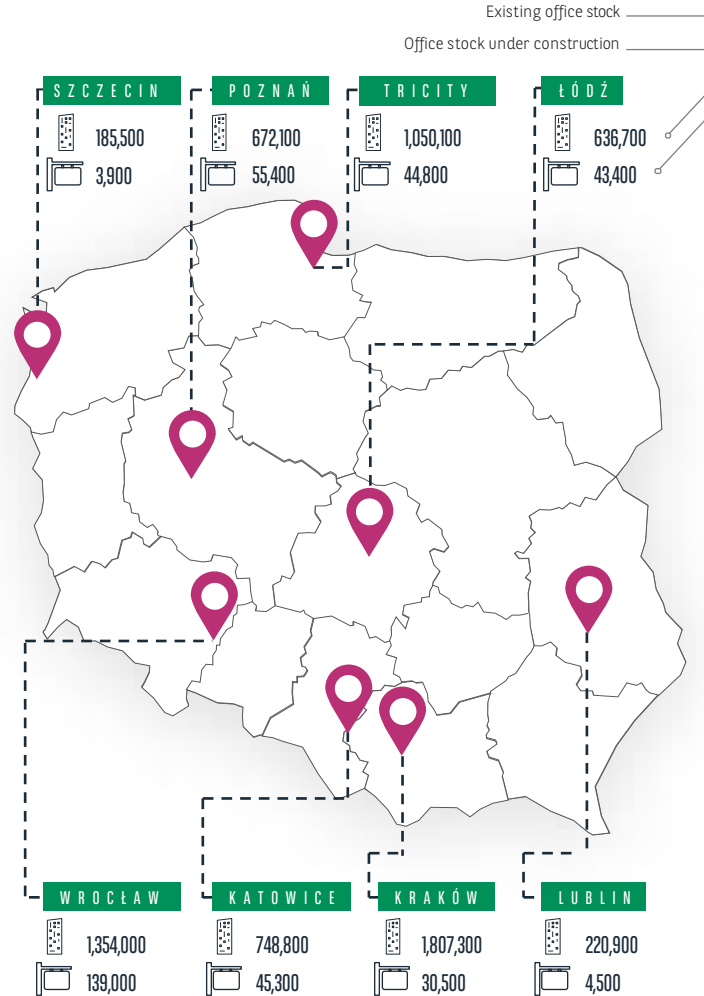 Existing office stock
Office stock under construction
SZCZECIN
185,500
3,900
POZNAŃ
672,100
55,400
TRICITY
1,050,100
44,800
ŁÓDŹ
636,700
43,400
WROCŁAW
1,354,000
139,000
KATOWICE
748,800
45,300
KRAKÓW
1,807,300
30,500
LUBLIN
220,900
4,500